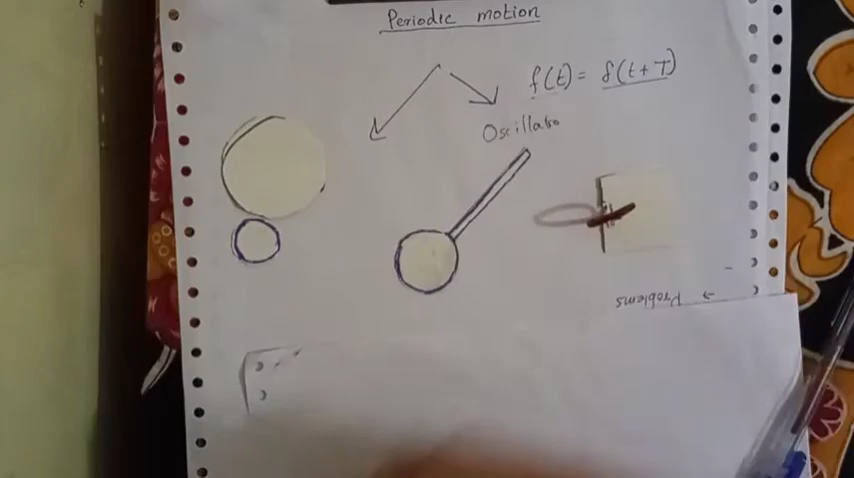 Periodic motion
f(t) = f(t+T)
Oscillato
→ Problems